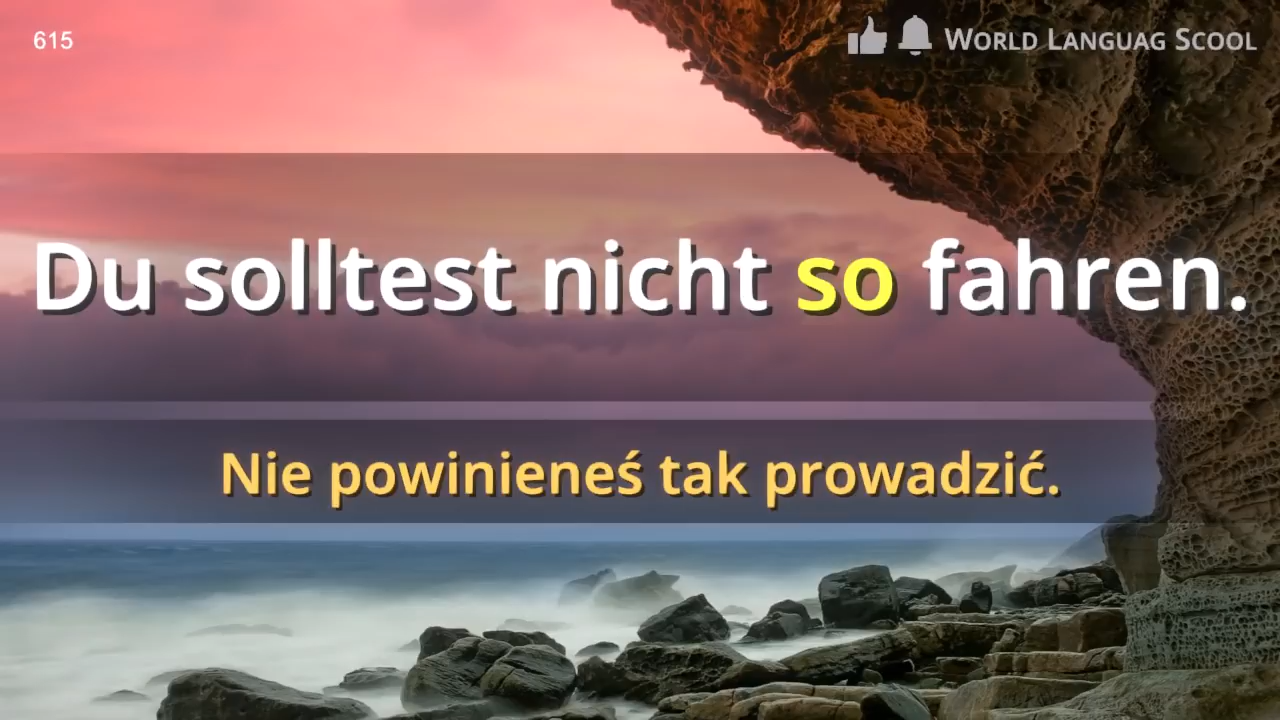 615
World Languag Scool
Du solltest nicht so fahren.
Nie powinieneś tak prowadzić.